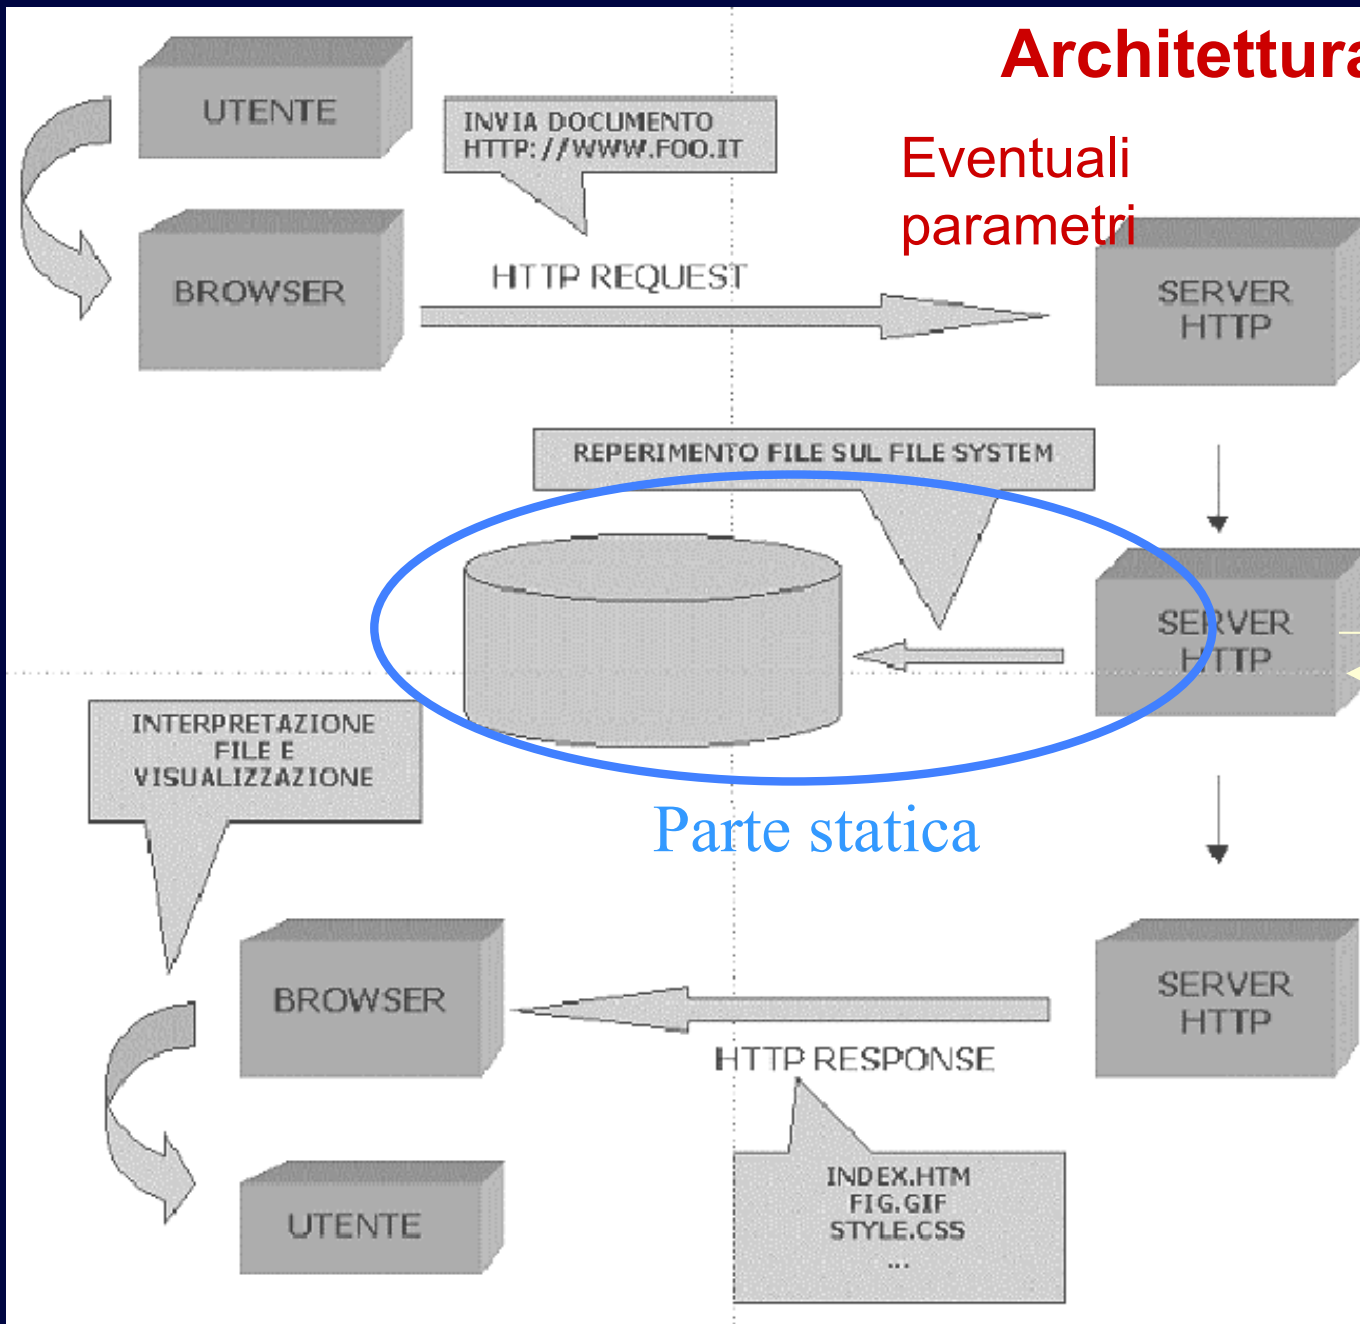 Architettura
UTENTE
INVIA DOCUMENTO
HTTP://WWW.FOO.IT
Eventuali
parametri
BROWSER
HTTP REQUEST
SERVER
HTTP
REPERIMENTO FILE SUL FILE SYSTEM
SERVER
HTTP
INTERPRETAZIONE
FILE E
VISUALIZZAZIONE
Parte statica
BROWSER
SERVER
HTTP
HTTP RESPONSE
INDEX.HTM
FIG.GIF
STYLE.CSS
...
UTENTE